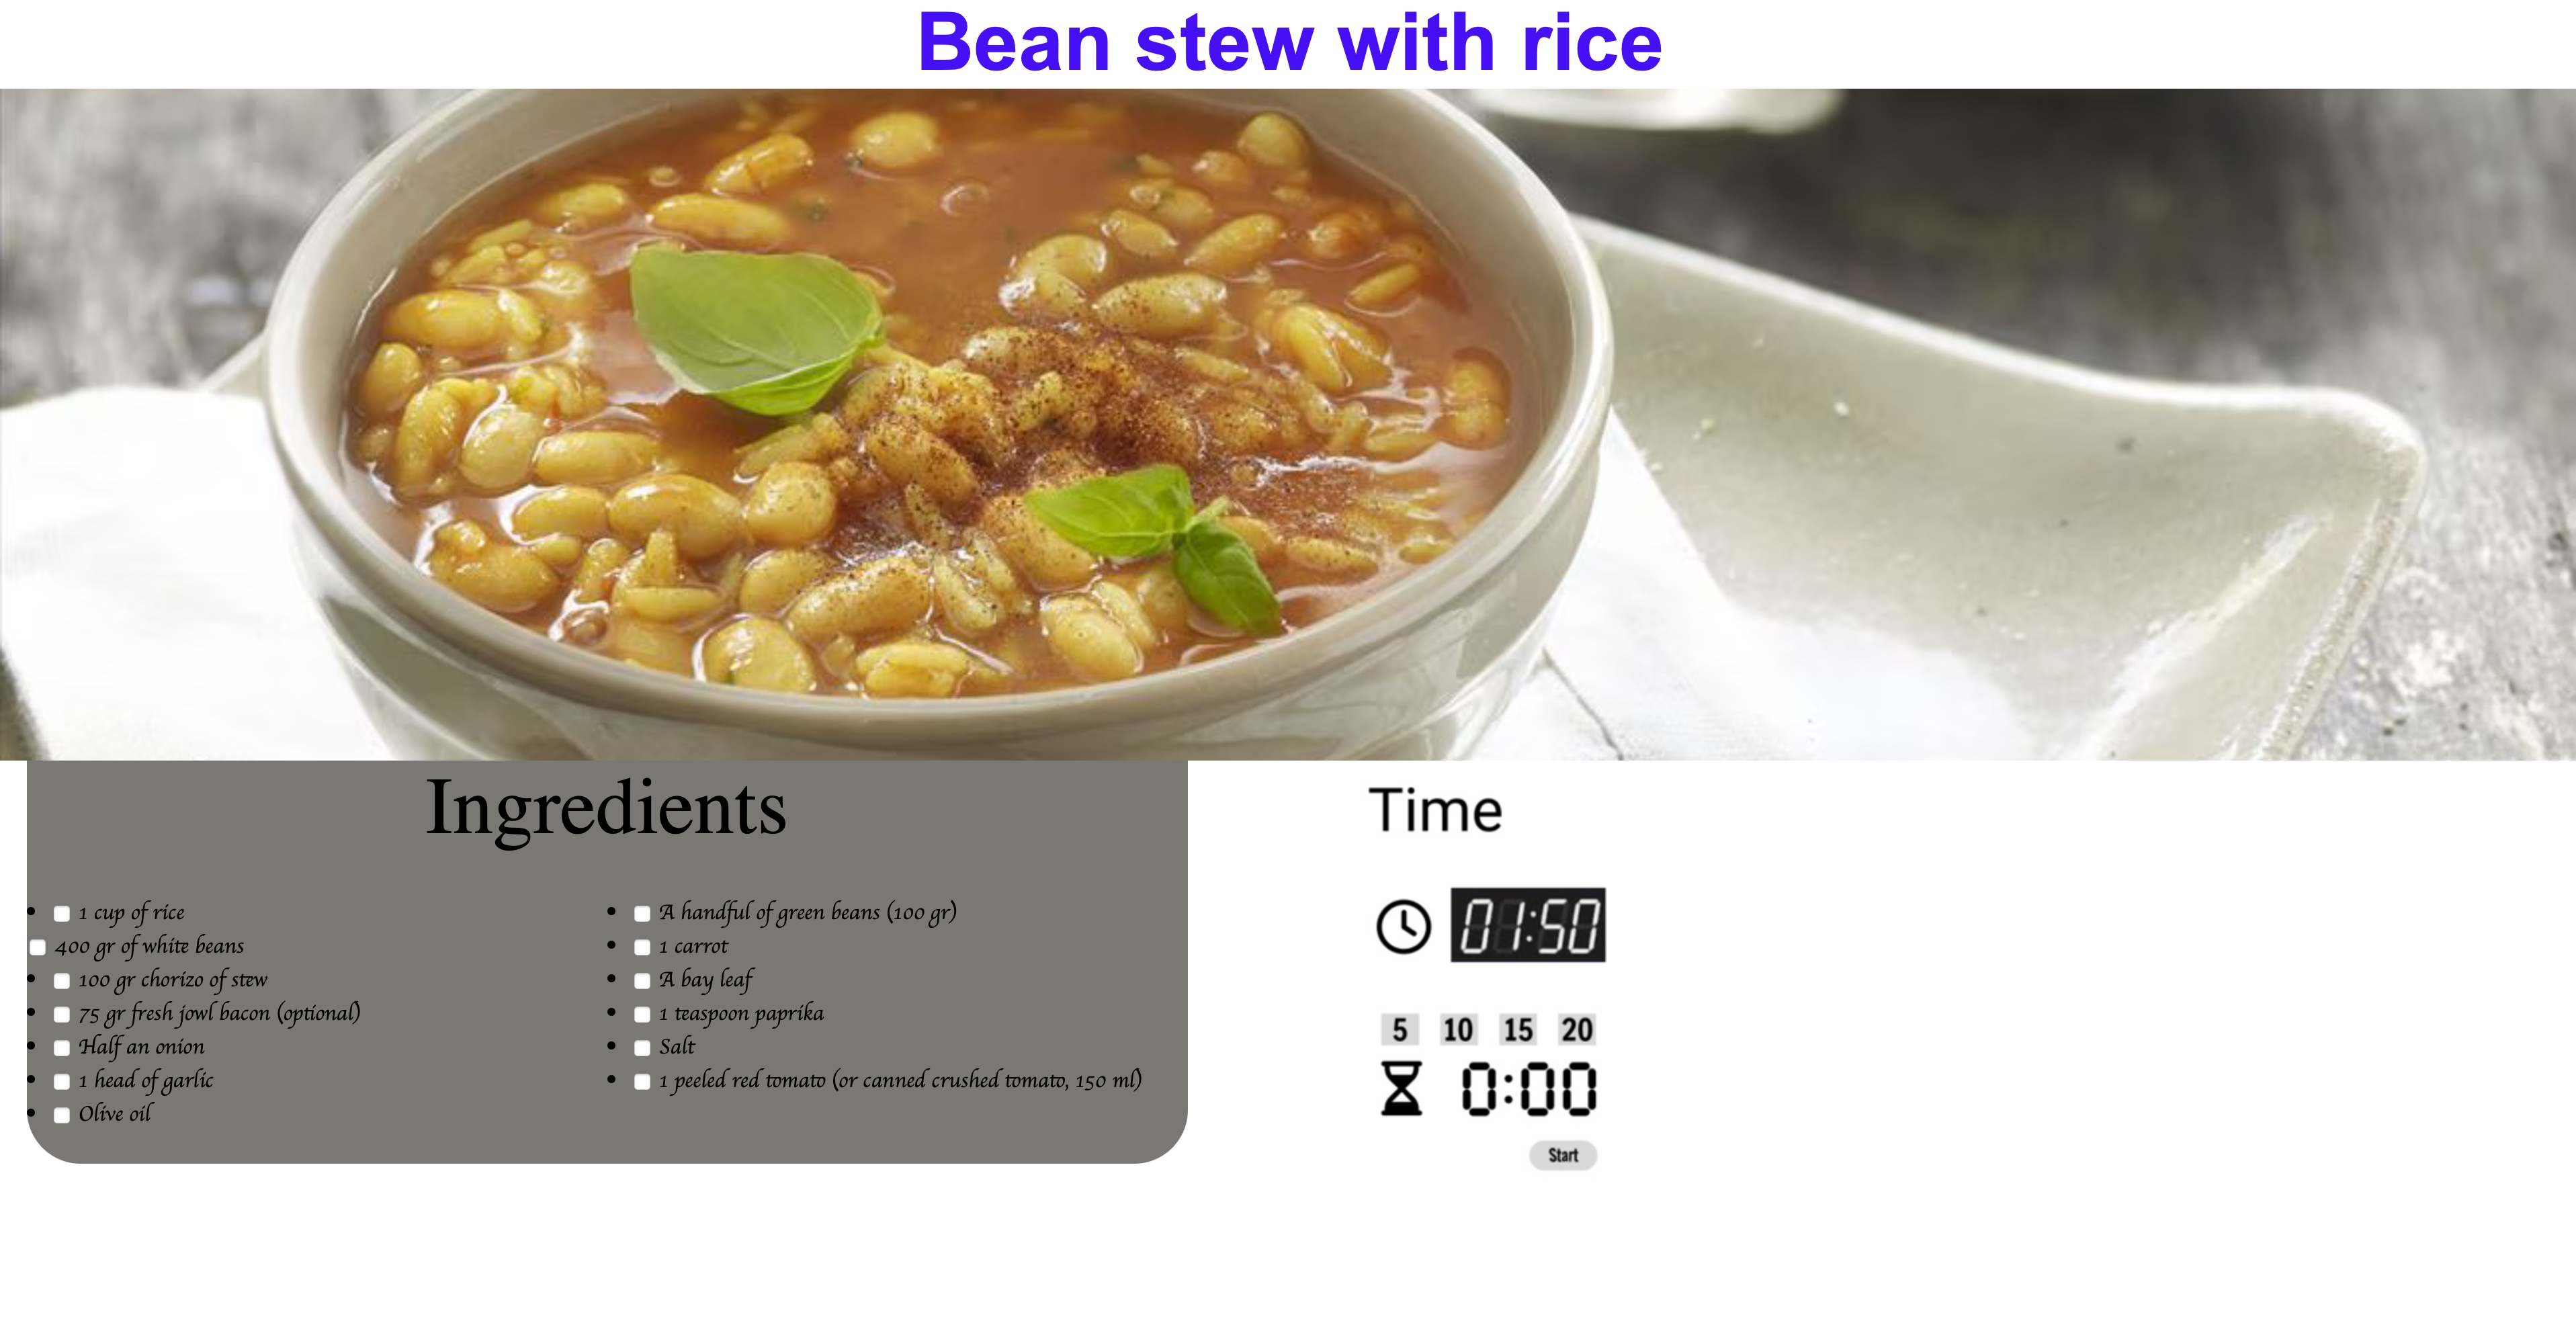 Bean stew with rice
Ingredients
1 cup of rice
400 gr of white beans
100 gr chorizo of stew
75 gr fresh jowl bacon (optional)
Half an onion
1 head of garlic
Olive oil
A handful of green beans (100 gr)
1 carrot
A bay leaf
1 teaspoon paprika
Salt
1 peeled red tomato (or canned crushed tomato, 150 ml)
Time
01:50
5 10 15 20
0:00
Start